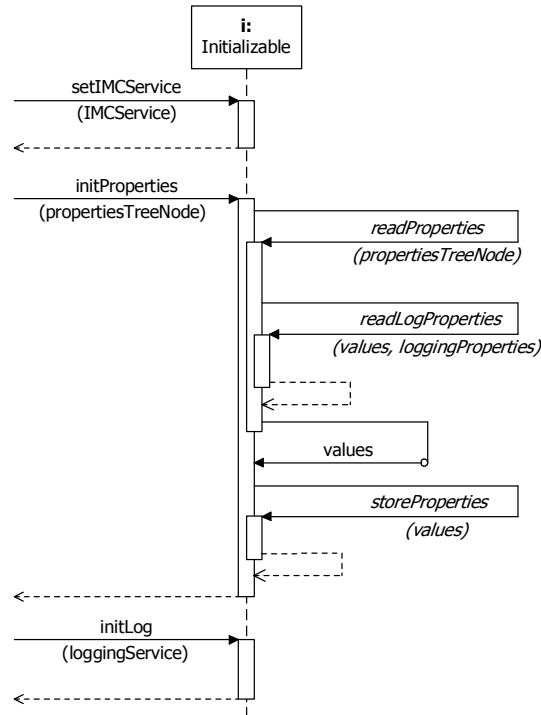 i:
Initializable
setIMCService
(IMCService)
initProperties
(propertiesTreeNode)
readProperties
(propertiesTreeNode)
readLogProperties
(values, loggingProperties)
values
storeProperties
(values)
initLog
(loggingService)